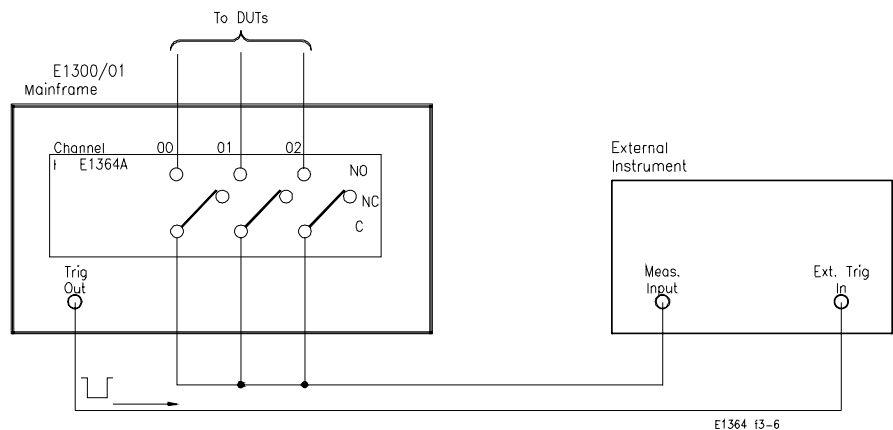 To DUTs
E1300/01
Mainframe
Channel 00 01 02
E1364A
NO
NC
C
Trig
Out
External
Instrument
Meas.
Input
Ext. Trig
In
E1364 f3-6